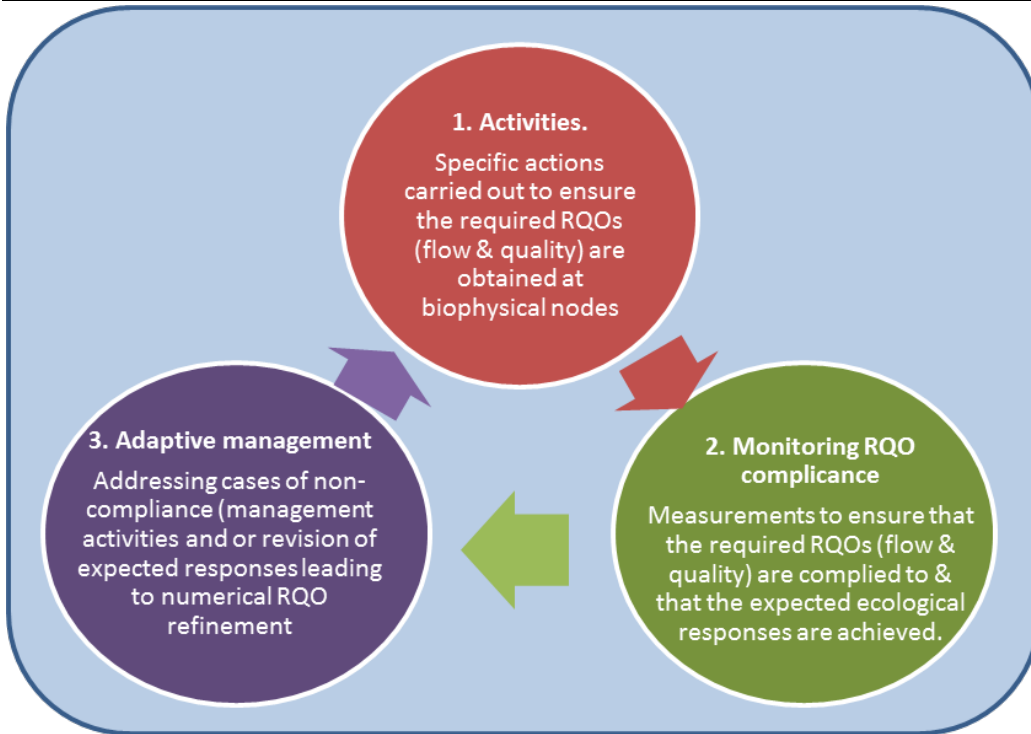 1. Activities.
Specific actions
carried out to ensure
the required RQOs
(flow & quality) are
obtained at
biophysical nodes
2. Monitoring RQO
complicance
Measurements to ensure that
the required RQOs (flow &
quality) are complied to &
that the expected ecological
responses are achieved.
3. Adaptive management
Addressing cases of non-
compliance (management
activities and or revision of
expected responses leading
to numerical RQO
refinement